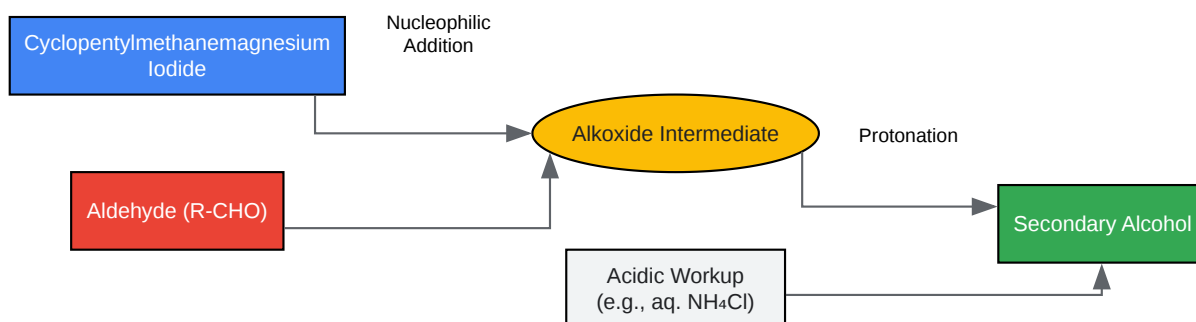 Cyclopentylmethanemagnesium
Iodide
Nucleophilic
Addition
Alkoxide Intermediate
Protonation
Aldehyde (R-CHO)
Secondary Alcohol
Acidic Workup
(e.g., aq. NH₄Cl)